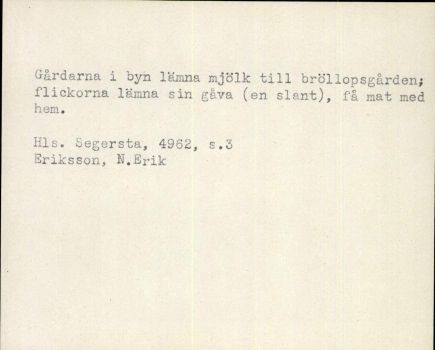 Gårdarna i byn lämna mjölk till bröllopsgården;
flickorna lämna sin gåva (en slant), få mat med
hem.
Hls. Segersta, 4962, s.3
Eriksson, N.Erik